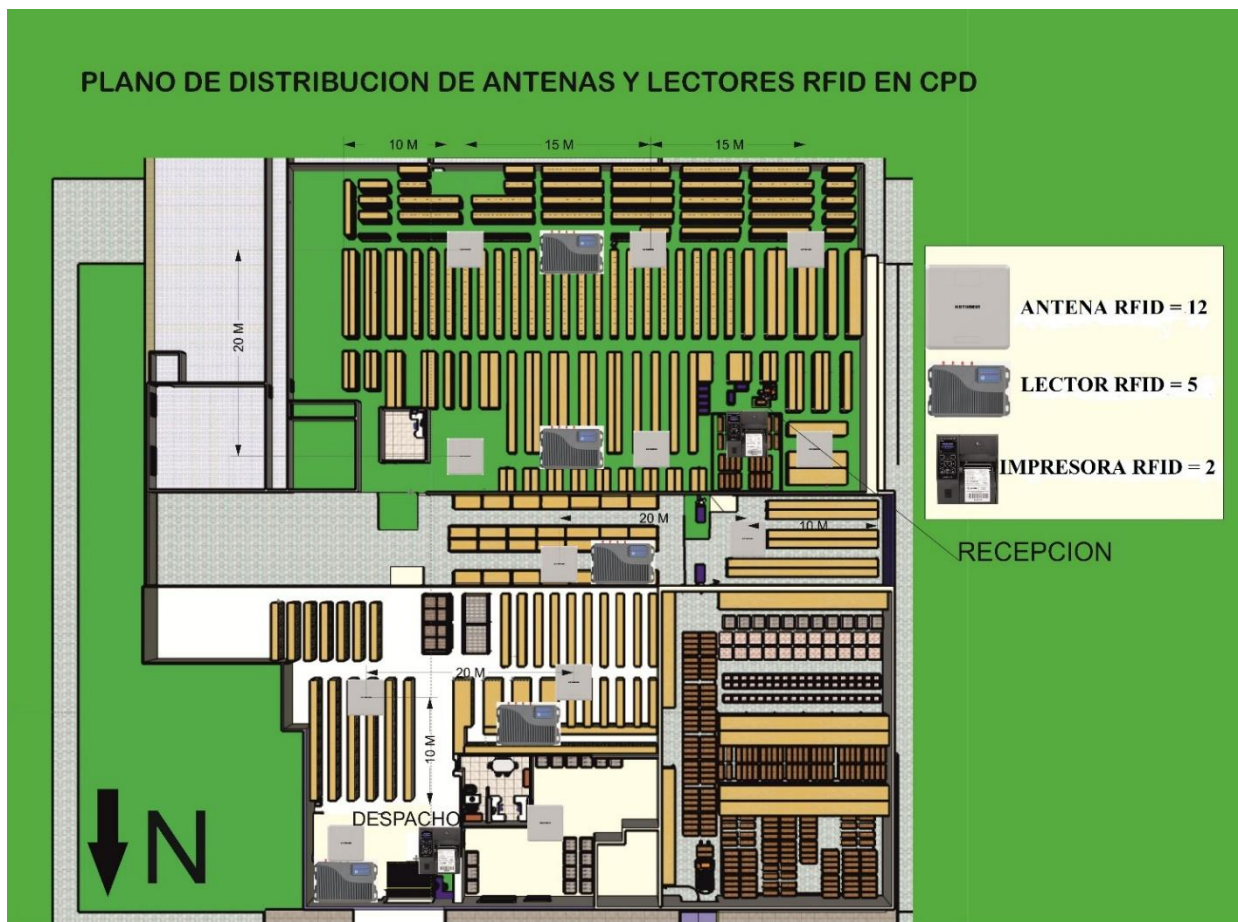 PLANO DE DISTRIBUCION DE ANTENAS Y LECTORES RFID EN CPD
10 M
15 M
15 M
20 M
ANTENA RFID = 12
LECTOR RFID = 5
IMPRESORA RFID = 2
20 M
10 M
RECEPCION
20 M
10 M
DESPACHO
N